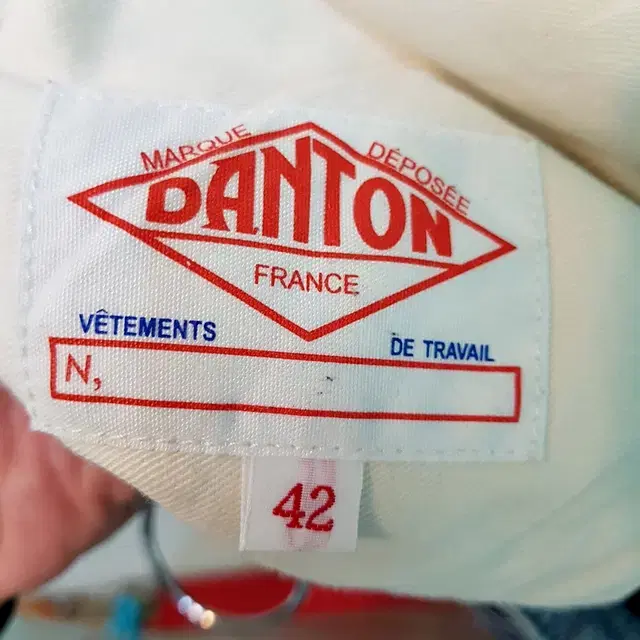 MARQUE DÉPOSÉE
DANTON
FRANCE
VÊTEMENTS DE TRAVAIL
N,
42